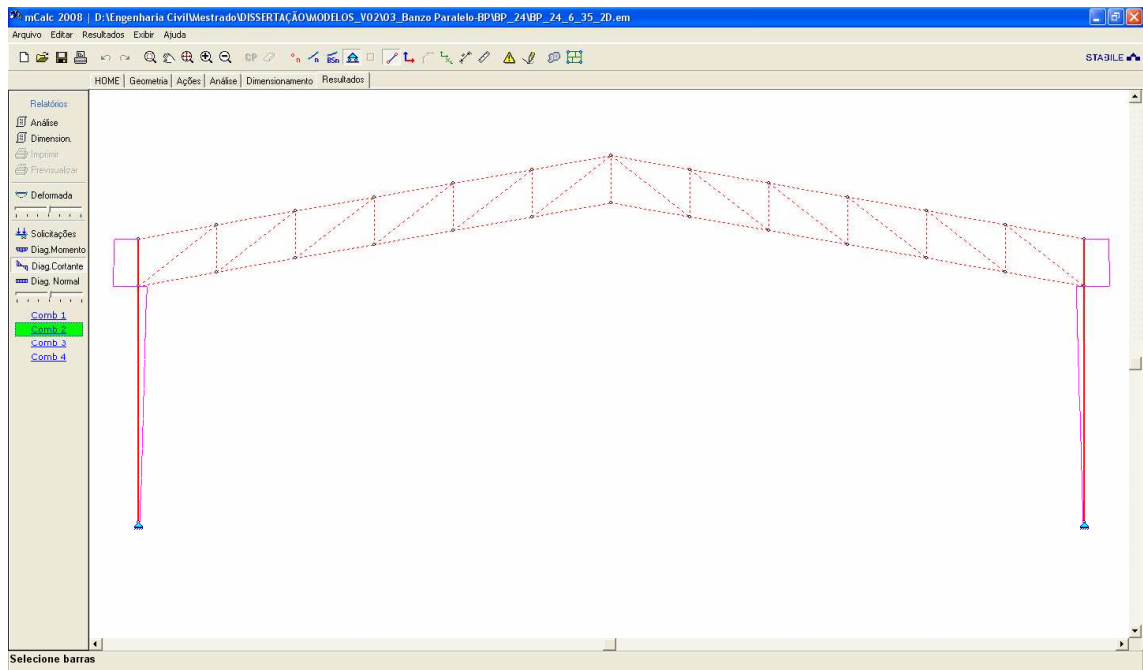 mCalc 2008 | D:\Engenharia Civil\Mestrado\DISSERTAÇÃO\MODELOS_V02\03_Banzo Paralelo-BP\BP_24\BP_24_6_35_2D.em
Arquivo Editar Resultados Exibir Ajuda
CP BSn STABILE
HOME Geometria Ações Análise Dimensionamento Resultados
Relatórios
Análise
Dimension.
Imprimir
Previsualizar
Deformada
Solicitações
Diag.Momento
Diag.Cortante
Diag. Normal
Comb 1
Comb 2
Comb 3
Comb 4
Selecione barras